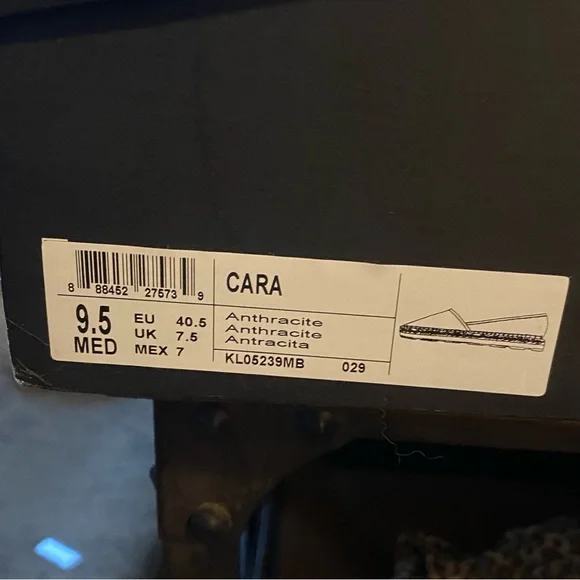 8 88452 27573 9
9.5
MED
EU 40.5
UK 7.5
MEX 7
CARA
Anthracite
Anthracite
Antracita
KL05239MB 029